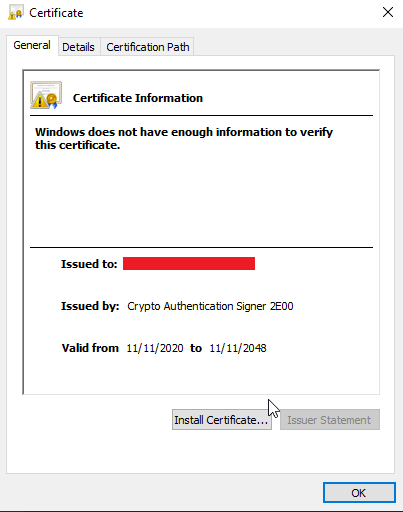 Certificate
General Details Certification Path
Certificate Information
Windows does not have enough information to verify
this certificate.
Issued to:
Issued by: Crypto Authentication Signer 2E00
Valid from 11/11/2020 to 11/11/2048
Install Certificate... Issuer Statement
OK